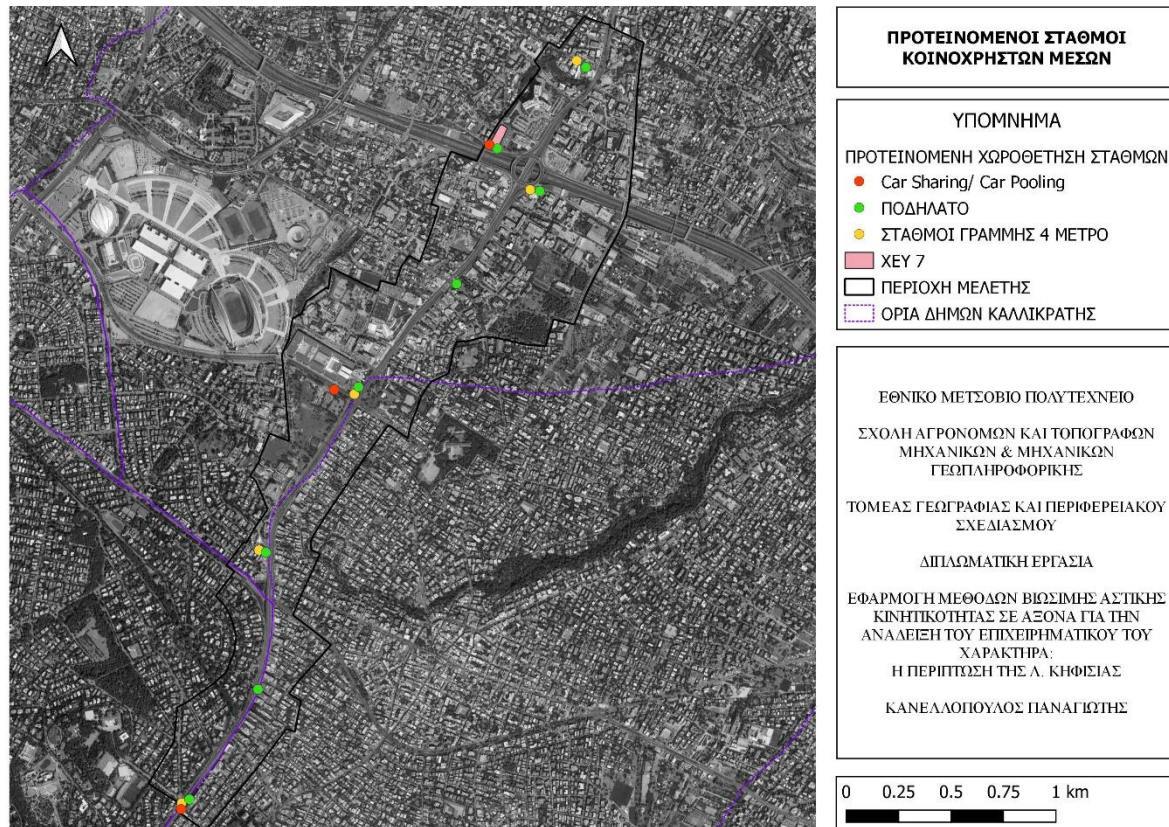 ΠΡΟΤΕΙΝΟΜΕΝΟΙ ΣΤΑΘΜΟΙ
ΚΟΙΝΟΧΡΗΣΤΩΝ ΜΕΣΩΝ
ΥΠΟΜΝΗΜΑ
ΠΡΟΤΕΙΝΟΜΕΝΗ ΧΩΡΟΘΕΤΗΣΗ ΣΤΑΘΜΩΝ
Car Sharing/ Car Pooling
ΠΟΔΗΛΑΤΟ
ΣΤΑΘΜΟΙ ΓΡΑΜΜΗΣ 4 ΜΕΤΡΟ
ΧΕΥ 7
ΠΕΡΙΟΧΗ ΜΕΛΕΤΗΣ
ΟΡΙΑ ΔΗΜΩΝ ΚΑΛΛΙΚΡΑΤΗΣ
ΕΘΝΙΚΟ ΜΕΤΣΟΒΙΟ ΠΟΛΥΤΕΧΝΕΙΟ
ΣΧΟΛΗ ΑΓΡΟΝΟΜΩΝ ΚΑΙ ΤΟΠΟΓΡΑΦΩΝ
ΜΗΧΑΝΙΚΩΝ & ΜΗΧΑΝΙΚΩΝ
ΓΕΩΠΛΗΡΟΦΟΡΙΚΗΣ
ΤΟΜΕΑΣ ΓΕΩΓΡΑΦΙΑΣ ΚΑΙ ΠΕΡΙΦΕΡΕΙΑΚΟΥ
ΣΧΕΔΙΑΣΜΟΥ
ΔΙΠΛΩΜΑΤΙΚΗ ΕΡΓΑΣΙΑ
ΕΦΑΡΜΟΓΗ ΜΕΘΟΔΩΝ ΒΙΩΣΙΜΗΣ ΑΣΤΙΚΗΣ
ΚΙΝΗΤΙΚΟΤΗΤΑΣ ΣΕ ΑΞΟΝΑ ΓΙΑ ΤΗΝ
ΑΝΑΔΕΙΞΗ ΤΟΥ ΕΠΙΧΕΙΡΗΜΑΤΙΚΟΥ ΤΟΥ
ΧΑΡΑΚΤΗΡΑ:
Η ΠΕΡΙΠΤΩΣΗ ΤΗΣ Λ. ΚΗΦΙΣΙΑΣ
ΚΑΝΕΛΛΟΠΟΥΛΟΣ ΠΑΝΑΓΙΩΤΗΣ
0 0.25 0.5 0.75 1 km